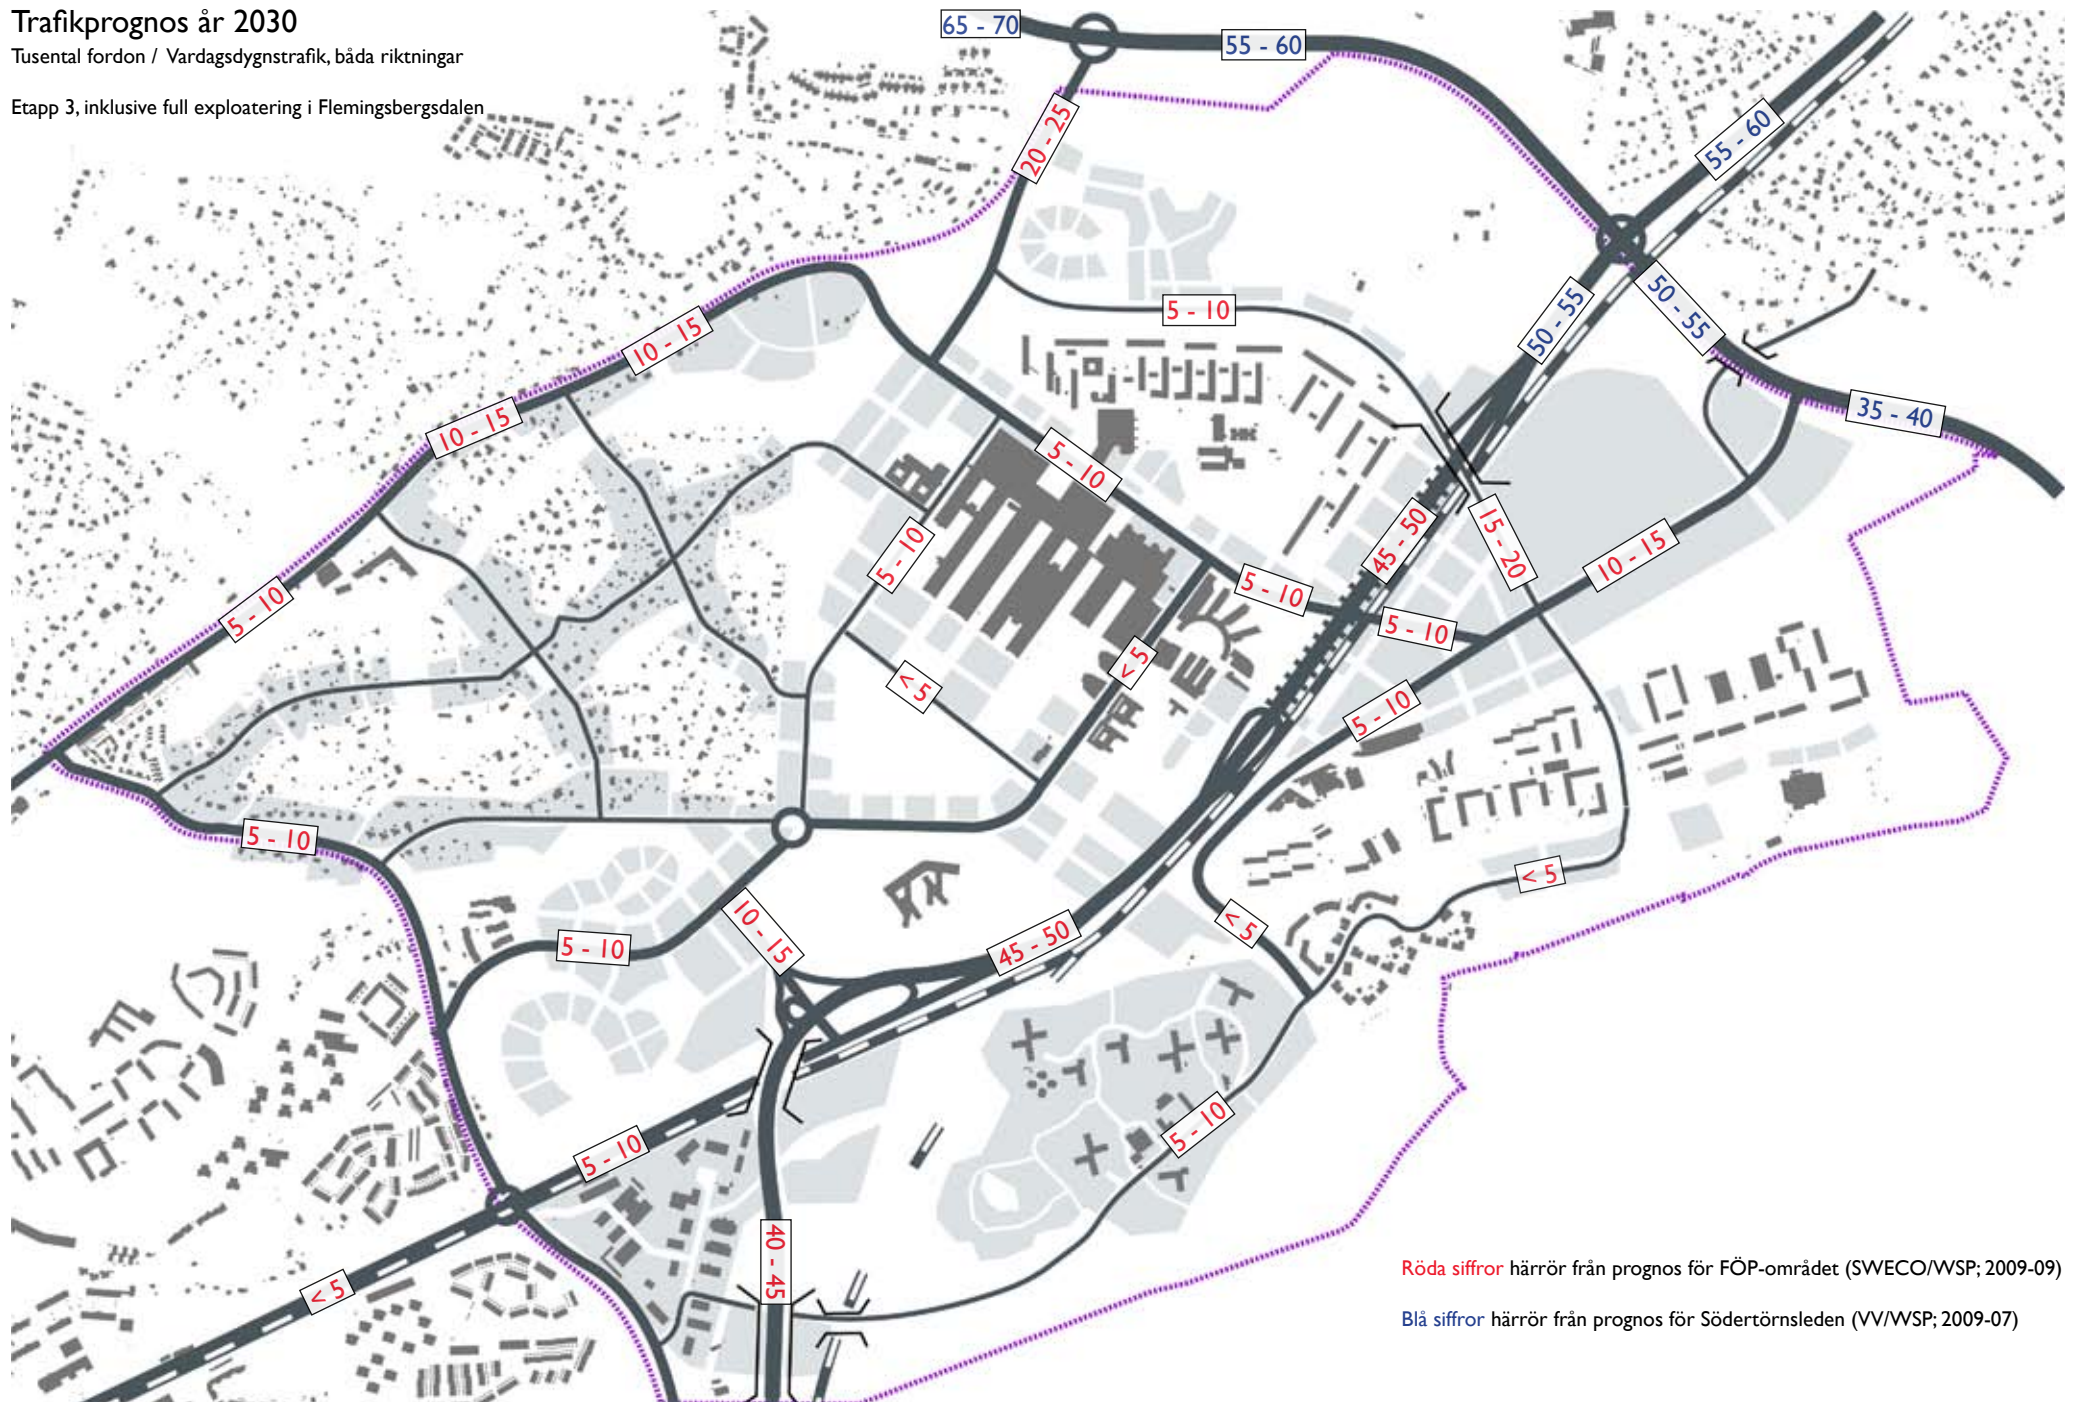 Trafikprognos år 2030
Tusental fordon / Vardagsdygnstrafik, båda riktningar
Etapp 3, inklusive full exploatering i Flemingsbergsdalen
65 - 70
55 - 60
55 - 60
20 - 25
5 - 10
50 - 55
50 - 55
35 - 40
10 - 15
10 - 15
5 - 10
5 - 10
45 - 50
15 - 20
10 - 15
5 - 10
5 - 10
5 - 10
5 - 10
< 5
< 5
5 - 10
5 - 10
< 5
< 5
10 - 15
5 - 10
45 - 50
5 - 10
5 - 10
40 - 45
< 5
Röda siffror härrör från prognos för FÖP-området (SWECO/WSP; 2009-09)
Blå siffror härrör från prognos för Södertörnsleden (VV/WSP; 2009-07)